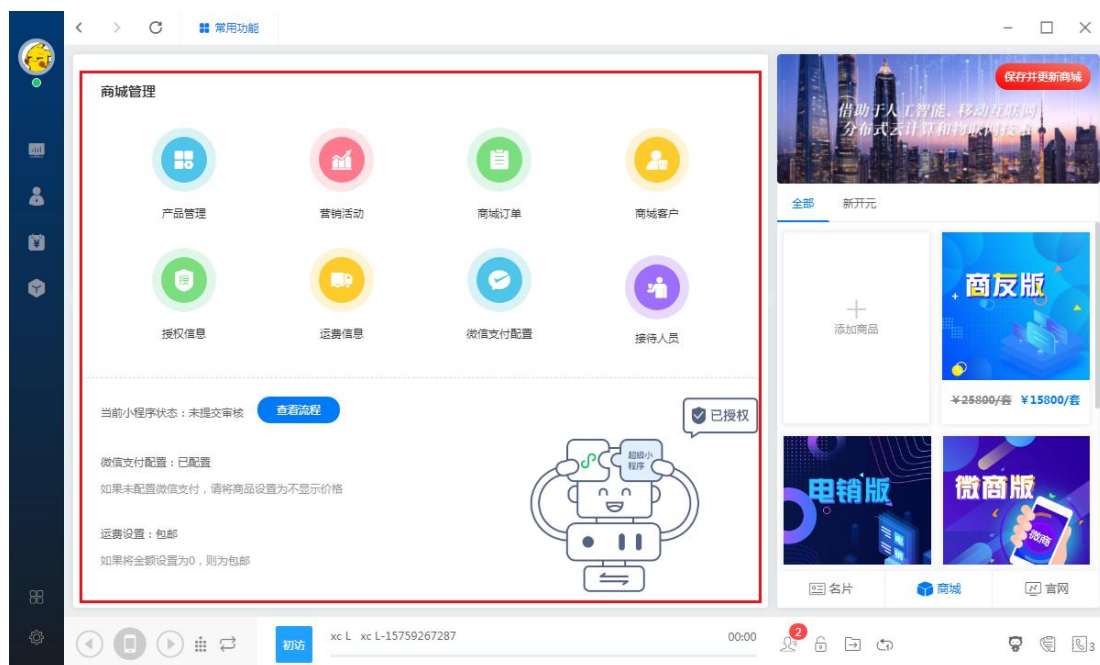 常用功能
商城管理
产品管理
营销活动
商城订单
商城客户
授权信息
运费信息
微信支付配置
接待人员
当前小程序状态：未提交审核
查看流程
已授权
超级小
程序
微信支付配置：已配置
如果未配置微信支付，请将商品设置为不显示价格
运费设置：包邮
如果将金额设置为0，则为包邮
保存并更新商城
借助于人工智能、移动互联网
分布式云计算和物联网技术
全部
新开元
添加商品
商友版
¥25800/套 ¥15800/套
电销版
微商版
微商
名片
商城
官网
初访
xc L xc L-15759267287
00:00
2
3